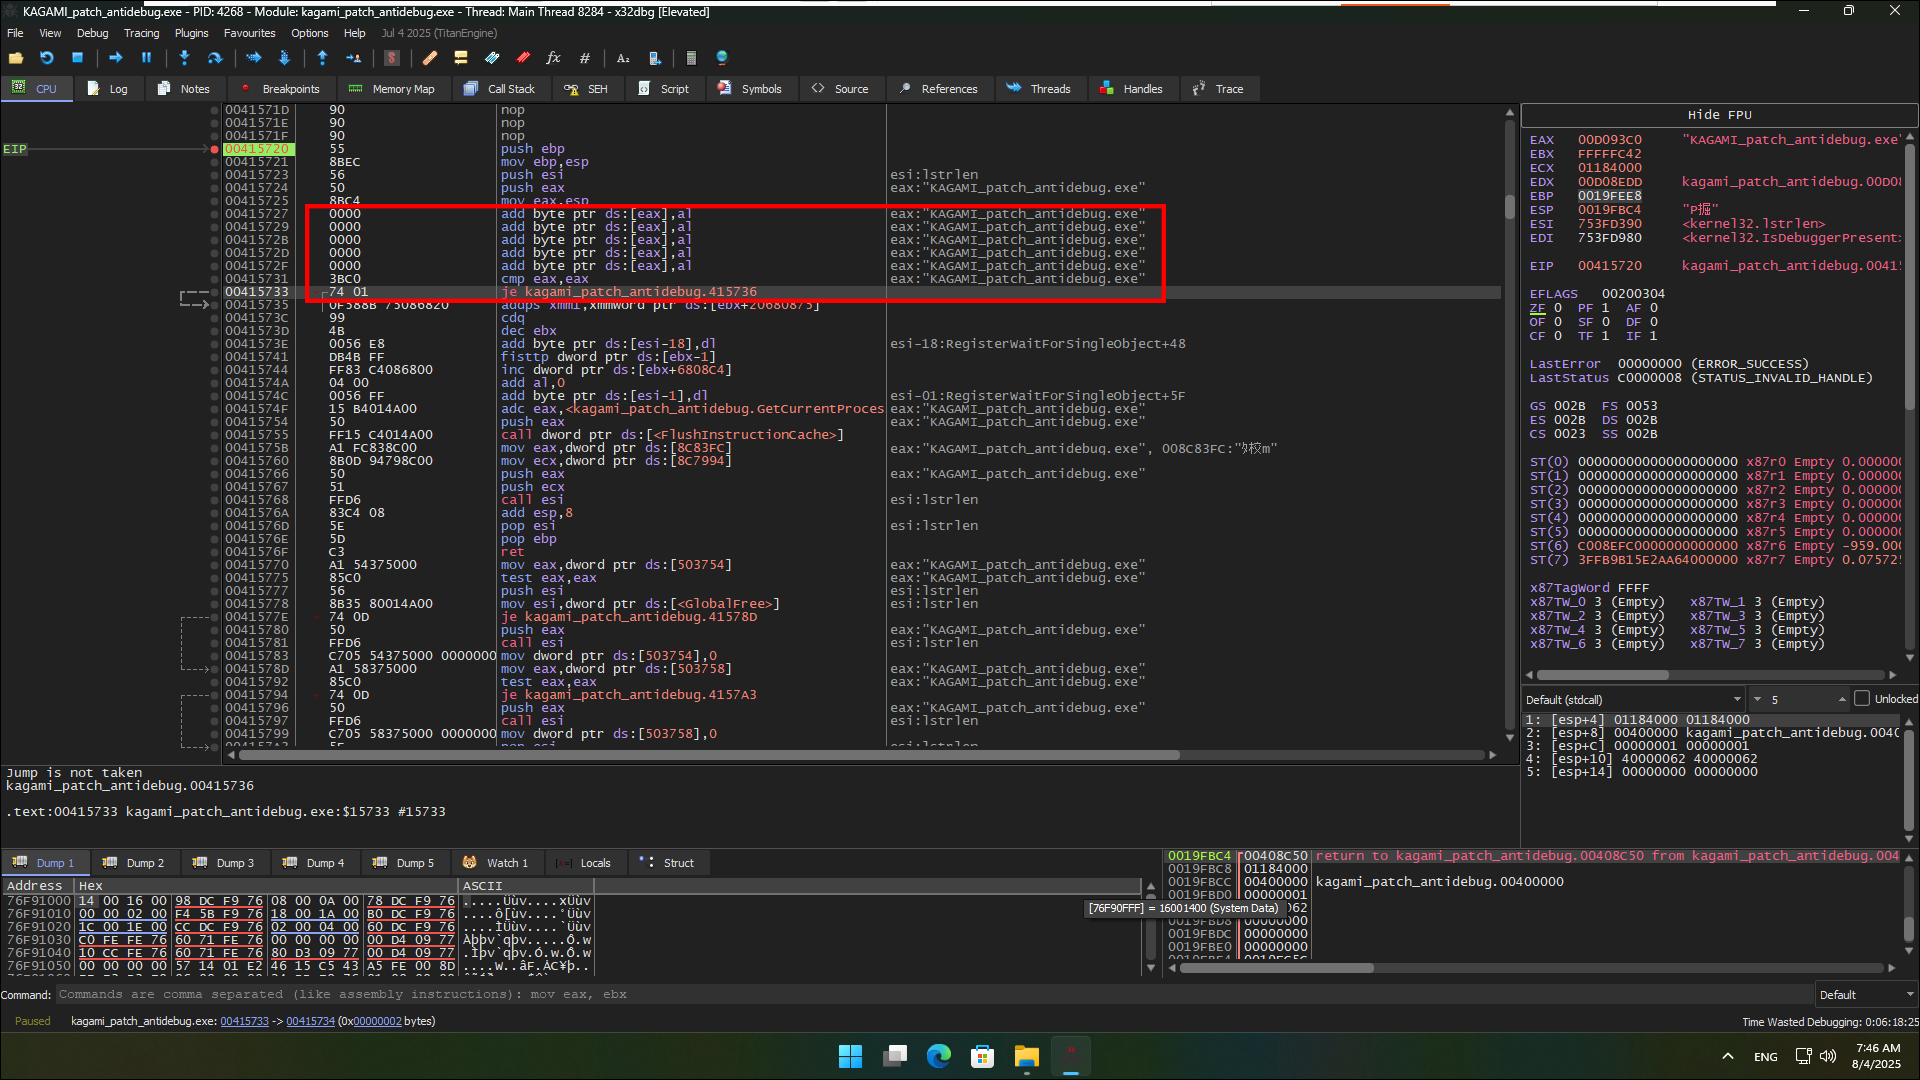 KAGAMI_patch_antidebug.exe - PID: 4268 - Module: kagami_patch_antidebug.exe - Thread: Main Thread 8284 - x32dbg [Elevated]
File View Debug Tracing Plugins Favourites Options Help Jul 4 2025 (TitanEngine)
CPU Log Notes Breakpoints Memory Map Call Stack SEH Script Symbols Source References Threads Handles Trace
0041571D 90 nop
0041571E 90 nop
0041571F 90 nop
EIP 00415720 55 push ebp
00415721 8BEC mov ebp,esp
00415723 56 push esi esi:lstrlen
00415724 50 push eax eax:"KAGAMI_patch_antidebug.exe"
00415725 8BC4 mov eax,esp
00415727 0000 add byte ptr ds:[eax],al eax:"KAGAMI_patch_antidebug.exe"
00415729 0000 add byte ptr ds:[eax],al eax:"KAGAMI_patch_antidebug.exe"
0041572B 0000 add byte ptr ds:[eax],al eax:"KAGAMI_patch_antidebug.exe"
0041572D 0000 add byte ptr ds:[eax],al eax:"KAGAMI_patch_antidebug.exe"
0041572F 0000 add byte ptr ds:[eax],al eax:"KAGAMI_patch_antidebug.exe"
00415731 3BC0 cmp eax,eax eax:"KAGAMI_patch_antidebug.exe"
00415733 74 01 je kagami_patch_antidebug.415736
00415735 0F588B 75086820 addps xmm1,xmmword ptr ds:[ebx+20680875]
0041573C 99 cdq
0041573D 4B dec ebx
0041573E 0056 E8 add byte ptr ds:[esi-18],dl esi-18:RegisterWaitForSingleObject+48
00415741 DB4B FF fisttp dword ptr ds:[ebx-1]
00415744 FF83 C4086800 inc dword ptr ds:[ebx+6808C4]
0041574A 04 00 add al,0
0041574C 0056 FF add byte ptr ds:[esi-1],dl esi-01:RegisterWaitForSingleObject+5F
0041574F 15 B4014A00 adc eax,<kagami_patch_antidebug.GetCurrentProces eax:"KAGAMI_patch_antidebug.exe"
00415754 50 push eax eax:"KAGAMI_patch_antidebug.exe"
00415755 FF15 C4014A00 call dword ptr ds:[<FlushInstructionCache>]
0041575B A1 FC838C00 mov eax,dword ptr ds:[8C83FC] eax:"KAGAMI_patch_antidebug.exe", 008C83FC:
00415760 8B0D 94798C00 mov ecx,dword ptr ds:[8C7994]
00415766 50 push eax eax:"KAGAMI_patch_antidebug.exe"
00415767 51 push ecx
00415768 FFD6 call esi esi:lstrlen
0041576A 83C4 08 add esp,8
0041576D 5E pop esi esi:lstrlen
0041576E 5D pop ebp
0041576F C3 ret
00415770 A1 54375000 mov eax,dword ptr ds:[503754] eax:"KAGAMI_patch_antidebug.exe"
00415775 85C0 test eax,eax eax:"KAGAMI_patch_antidebug.exe"
00415777 56 push esi esi:lstrlen
00415778 8B35 80014A00 mov esi,dword ptr ds:[<GlobalFree>] esi:lstrlen
0041577E 74 0D je kagami_patch_antidebug.41578D
00415780 50 push eax eax:"KAGAMI_patch_antidebug.exe"
00415781 FFD6 call esi esi:lstrlen
00415783 C705 54375000 0000000 mov dword ptr ds:[503754],0
0041578D A1 58375000 mov eax,dword ptr ds:[503758] eax:"KAGAMI_patch_antidebug.exe"
00415792 85C0 test eax,eax eax:"KAGAMI_patch_antidebug.exe"
00415794 74 0D je kagami_patch_antidebug.4157A3
00415796 50 push eax eax:"KAGAMI_patch_antidebug.exe"
00415797 FFD6 call esi esi:lstrlen
00415799 C705 58375000 0000000 mov dword ptr ds:[503758],0
Hide FPU
EAX 00D093C0 "KAGAMI_patch_antidebug.exe"
EBX FFFFFC42
ECX 01184000
EDX 00D08EDD kagami_patch_antidebug.00D08
EBP 0019FEE8
ESP 0019FBC4 "P掘"
ESI 753FD390 <kernel32.lstrlen>
EDI 753FD980 <kernel32.IsDebuggerPresent>
EIP 00415720 kagami_patch_antidebug.0041
EFLAGS 00200304
ZF 0 PF 1 AF 0
OF 0 SF 0 DF 0
CF 0 TF 1 IF 1
LastError 00000000 (ERROR_SUCCESS)
LastStatus C0000008 (STATUS_INVALID_HANDLE)
GS 002B FS 0053
ES 002B DS 002B
CS 0023 SS 002B
ST(0) 00000000000000000000 x87r0 Empty 0.00000
ST(1) 00000000000000000000 x87r1 Empty 0.00000
ST(2) 00000000000000000000 x87r2 Empty 0.00000
ST(3) 00000000000000000000 x87r3 Empty 0.00000
ST(4) 00000000000000000000 x87r4 Empty 0.00000
ST(5) 00000000000000000000 x87r5 Empty 0.00000
ST(6) C008EFC0000000000000 x87r6 Empty -959.00
ST(7) 3FFB9B15E2AA64000000 x87r7 Empty 0.07572
x87TagWord FFFF
x87TW_0 3 (Empty) x87TW_1 3 (Empty)
x87TW_2 3 (Empty) x87TW_3 3 (Empty)
x87TW_4 3 (Empty) x87TW_5 3 (Empty)
x87TW_6 3 (Empty) x87TW_7 3 (Empty)
Default (stdcall) 5 Unlocked
1: [esp+4] 01184000 01184000
2: [esp+8] 00400000 kagami_patch_antidebug.0040
3: [esp+C] 00000001 00000001
4: [esp+10] 40000062 40000062
5: [esp+14] 00000000 00000000
Jump is not taken
kagami_patch_antidebug.00415736
.text:00415733 kagami_patch_antidebug.exe:$15733 #15733
Dump 1 Dump 2 Dump 3 Dump 4 Dump 5 Watch 1 Locals Struct
Address Hex ASCII
76F91000 14 00 16 00 98 DC F9 76 08 00 0A 00 78 DC F9 76 .....Üùv....xÜùv
76F91010 00 00 02 00 F4 5B F9 76 18 00 1A 00 B0 DC F9 76 ....ô[ùv....°Üùv
76F91020 1C 00 1E 00 CC DC F9 76 02 00 04 00 60 DC F9 76 ....ÌÜùv....`Üùv
76F91030 C0 FE FE 76 60 71 FE 76 00 00 00 00 00 D4 09 77 Àþþv`qþv.....Ô.w
76F91040 10 CC FE 76 60 71 FE 76 80 D3 09 77 00 D4 09 77 .Ìþv`qþv.Ó.w.Ô.w
76F91050 00 00 00 00 57 14 01 E2 46 15 C5 43 A5 FE 00 8D ....W..âF.ÅC¥þ..
0019FBC4 00408C50 return to kagami_patch_antidebug.00408C50 from kagami_patch_antidebug.004
0019FBC8 01184000
0019FBCC 00400000 kagami_patch_antidebug.00400000
0019FBD0 00000001
[76F90FFF] = 16001400 (System Data)
062
0019FBD8 00000000
0019FBDC 00000000
0019FBE0 00000000
Command: Commands are comma separated (like assembly instructions): mov eax, ebx Default
Paused kagami_patch_antidebug.exe: 00415733 -> 00415734 (0x00000002 bytes) Time Wasted Debugging: 0:06:18:25
ENG 7:46 AM
8/4/2025